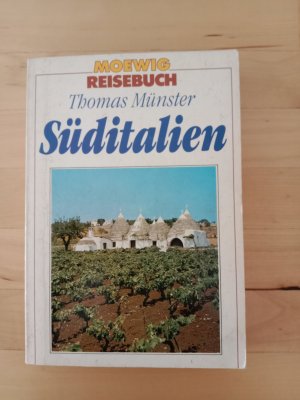 MOEWIG
REISEBUCH
Thomas Münster
Süditalien